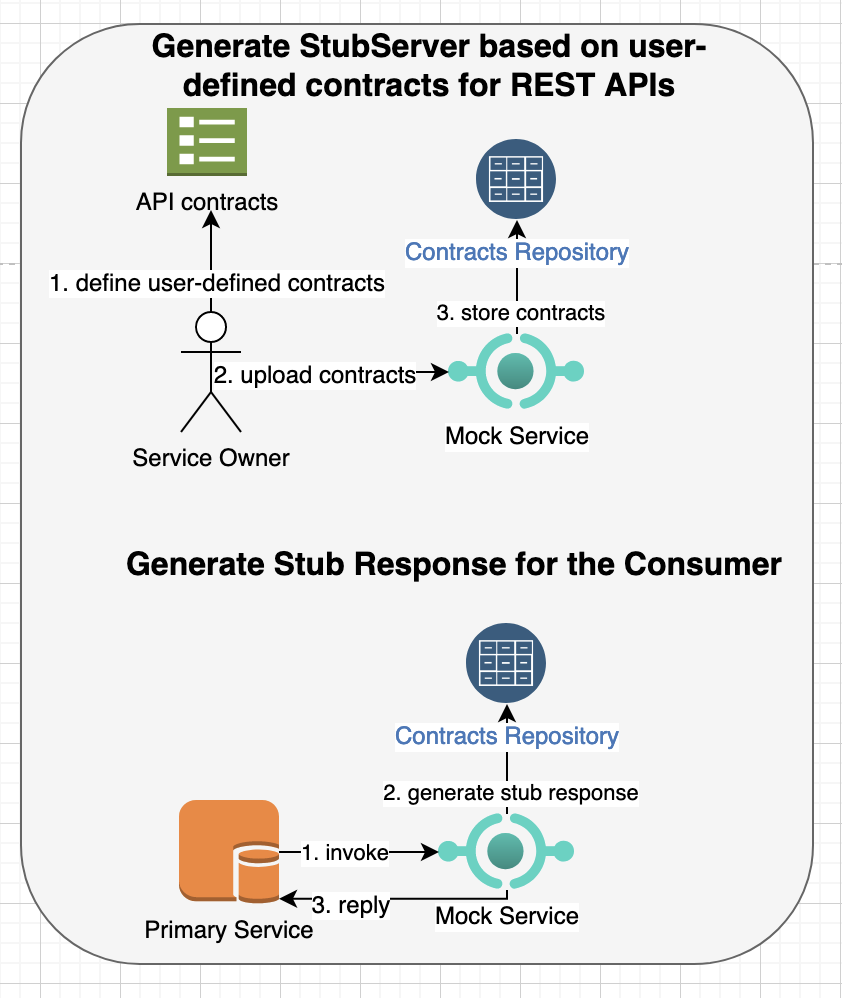 Generate StubServer based on user-
defined contracts for REST APIs
API contracts
Contracts Repository
1. define user-defined contracts
3. store contracts
2. upload contracts
Mock Service
Service Owner
Generate Stub Response for the Consumer
Contracts Repository
2. generate stub response
1. invoke
3. reply
Mock Service
Primary Service